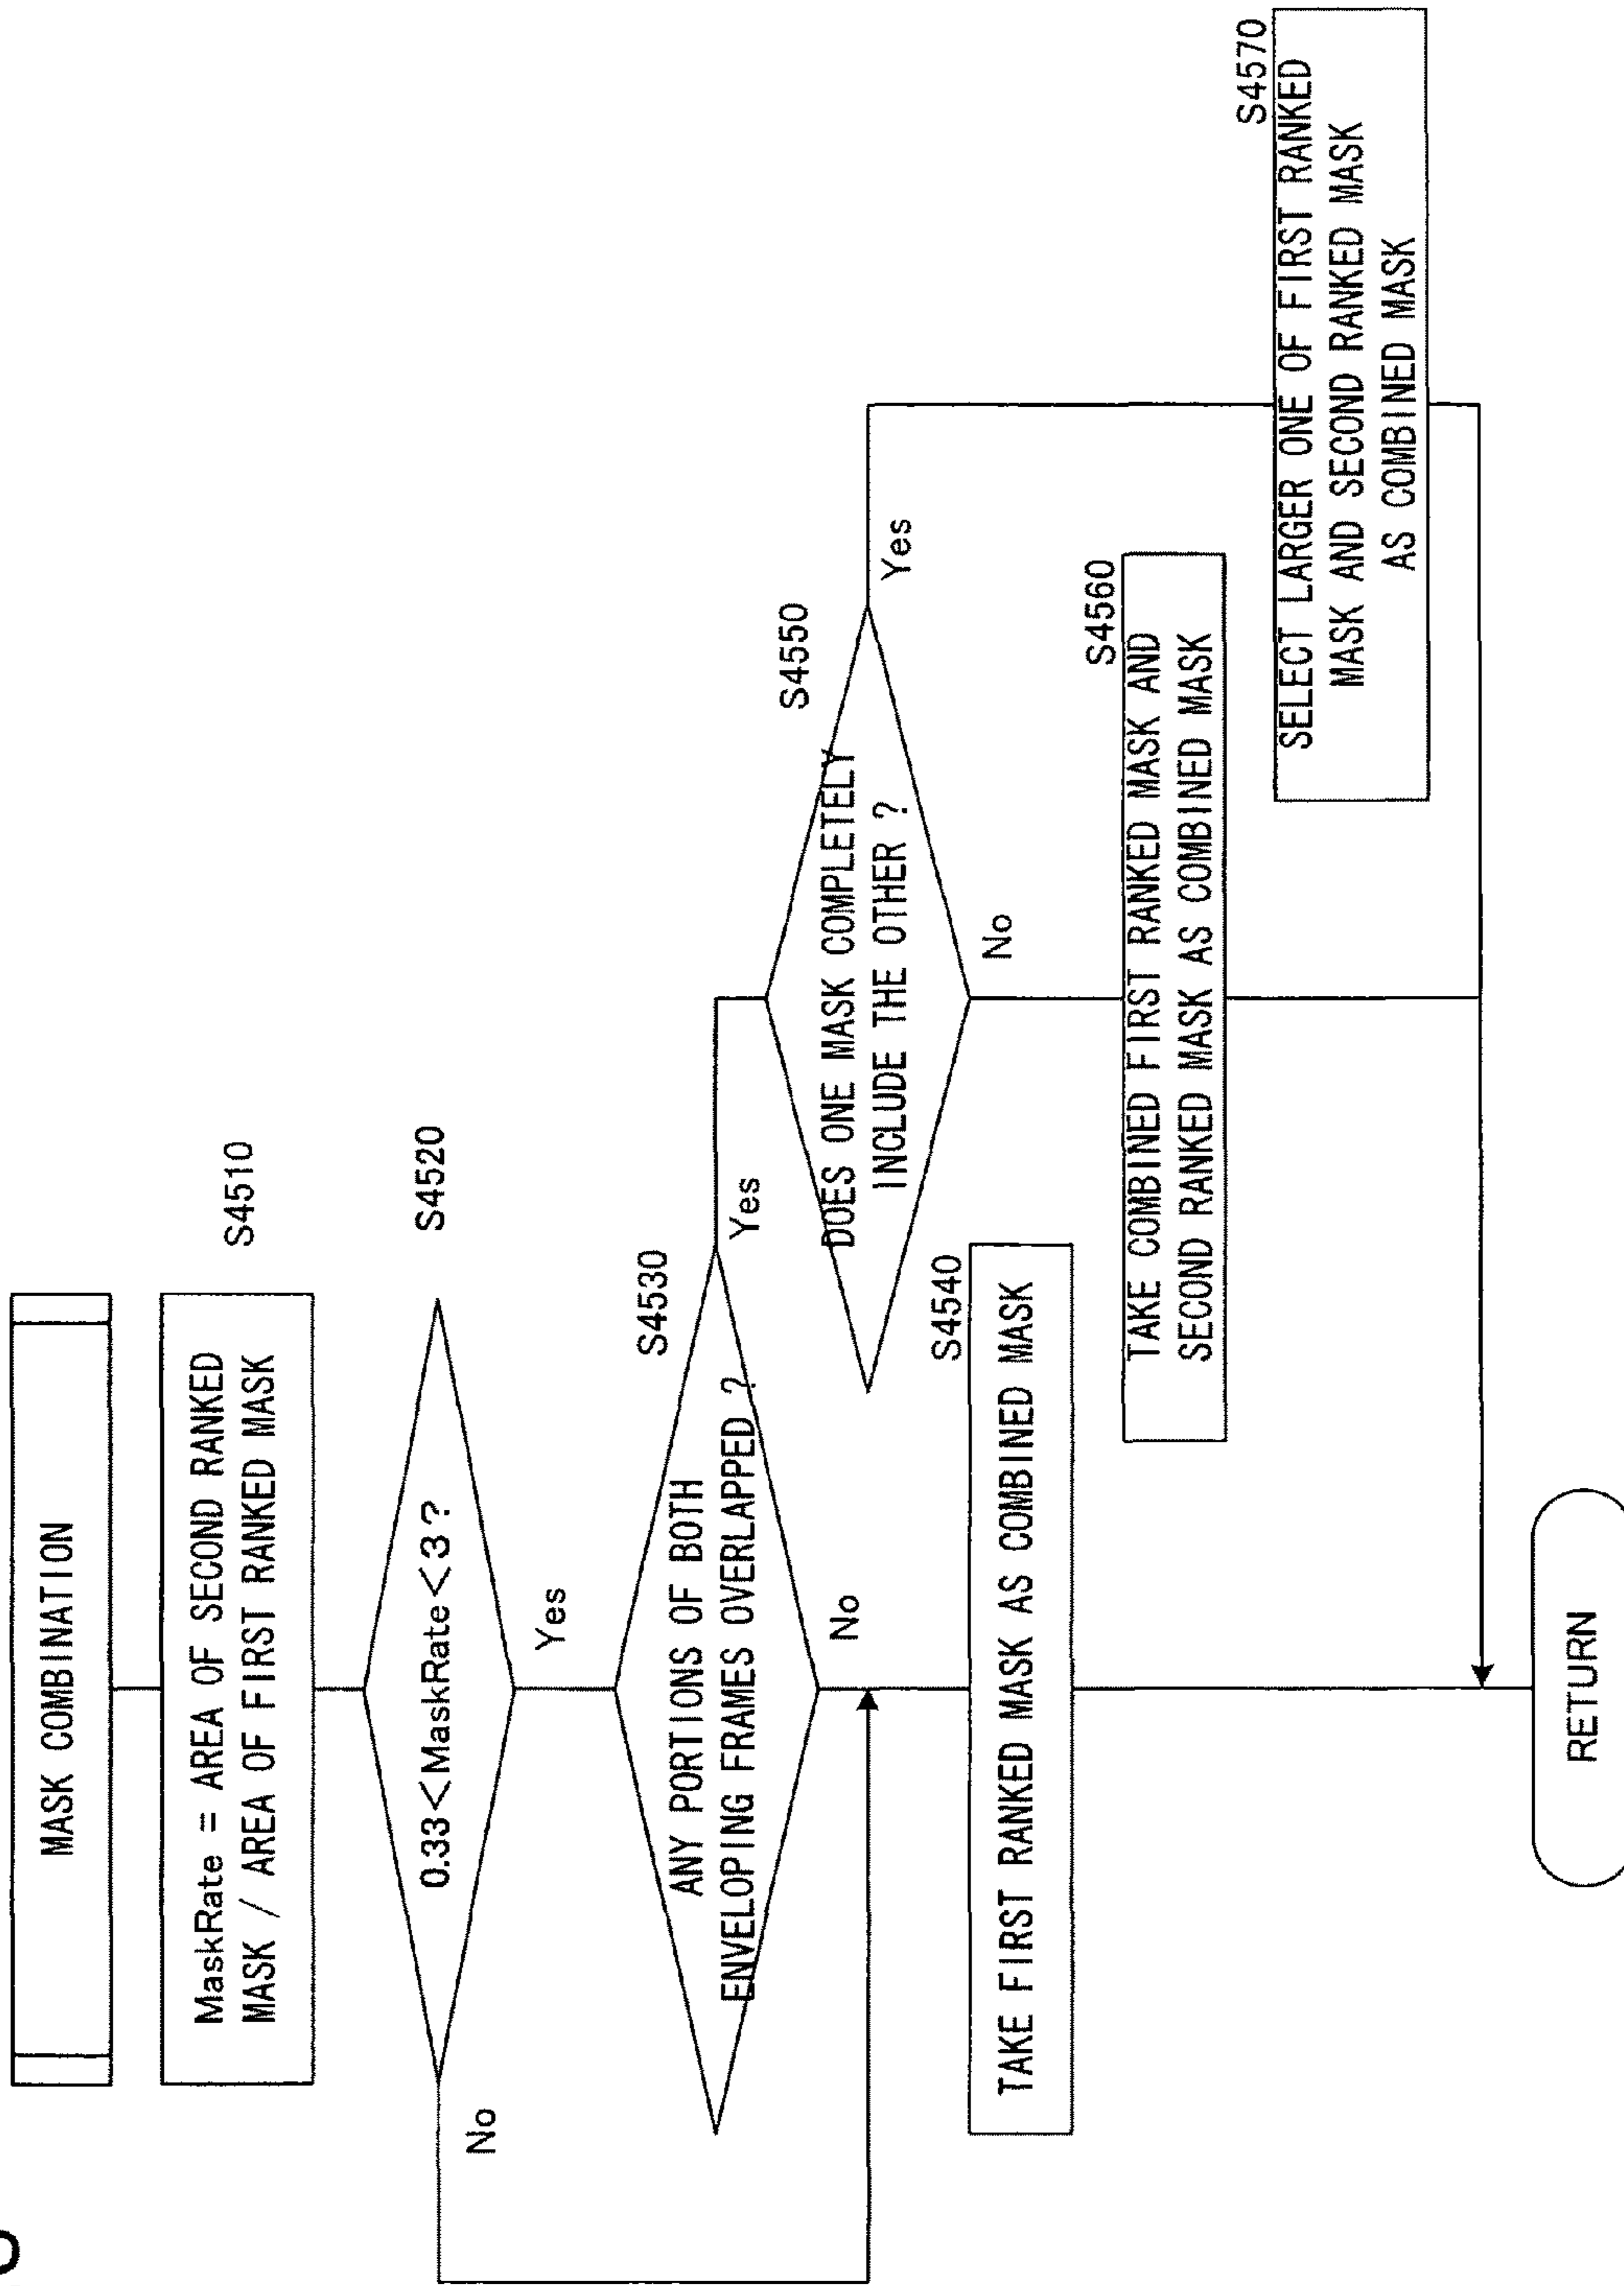 MASK COMBINATION
S4510
MaskRate = AREA OF SECOND RANKED
MASK / AREA OF FIRST RANKED MASK
S4520
0.33<MaskRate<3?
No
Yes
S4530
ANY PORTIONS OF BOTH
ENVELOPING FRAMES OVERLAPPED ?
Yes
No
S4540
TAKE FIRST RANKED MASK AS COMBINED MASK
S4550
DOES ONE MASK COMPLETELY
INCLUDE THE OTHER ?
Yes
No
S4560
TAKE COMBINED FIRST RANKED MASK AND
SECOND RANKED MASK AS COMBINED MASK
S4570
SELECT LARGER ONE OF FIRST RANKED
MASK AND SECOND RANKED MASK
AS COMBINED MASK
RETURN